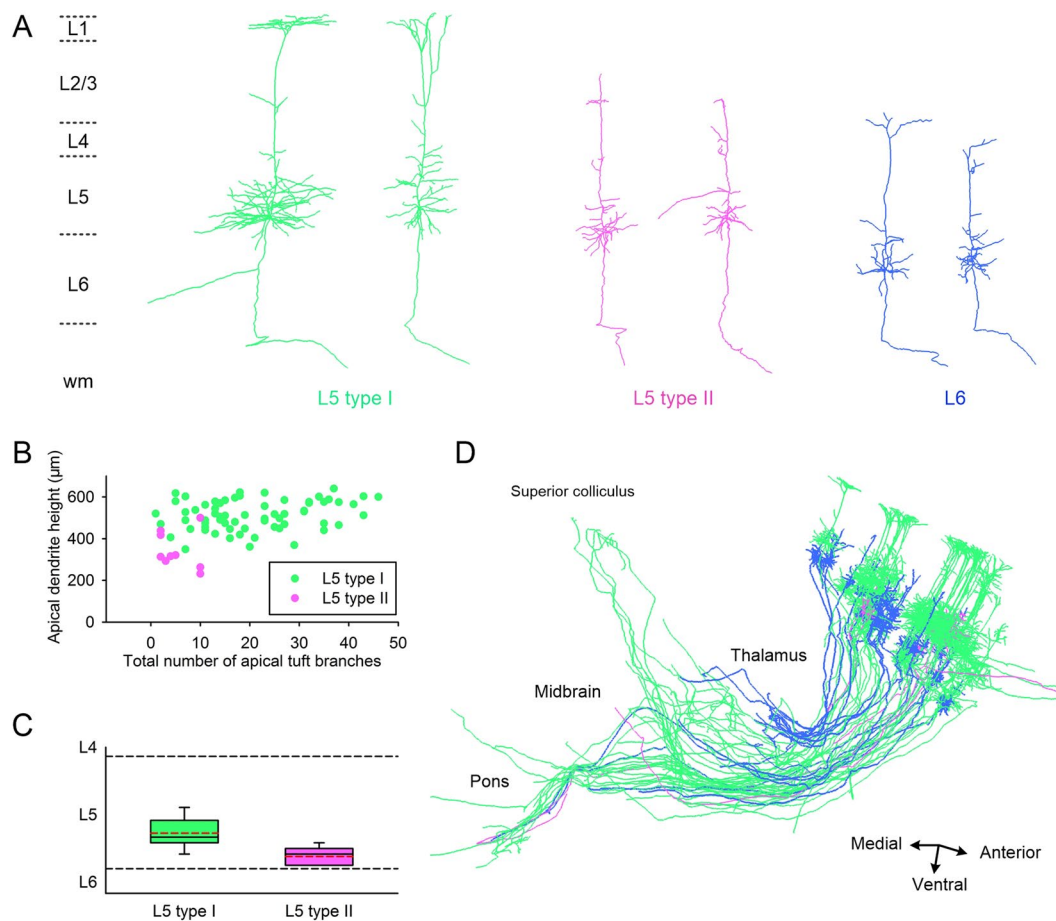 A
L1
L2/3
L4
L5
L6
wm
L5 type I
L5 type II
L6
B
Apical dendrite height (µm)
600
400
200
0
L5 type I
L5 type II
0 10 20 30 40 50
Total number of apical tuft branches
C
L4
L5
L6
L5 type I L5 type II
D
Superior colliculus
Thalamus
Midbrain
Pons
Medial
Anterior
Ventral